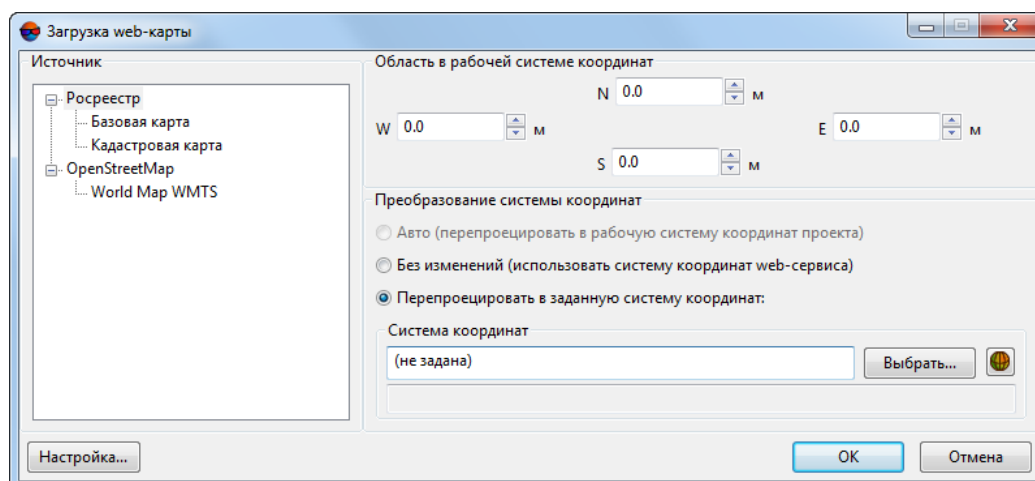 Загрузка web-карты
Источник
Росреестр
Базовая карта
Кадастровая карта
OpenStreetMap
World Map WMTS
Область в рабочей системе координат
N 0.0 м
W 0.0 м E 0.0 м
S 0.0 м
Преобразование системы координат
Авто (перепроецировать в рабочую систему координат проекта)
Без изменений (использовать систему координат web-сервиса)
Перепроецировать в заданную систему координат:
Система координат
(не задана) Выбрать...
Настройка... OK Отмена